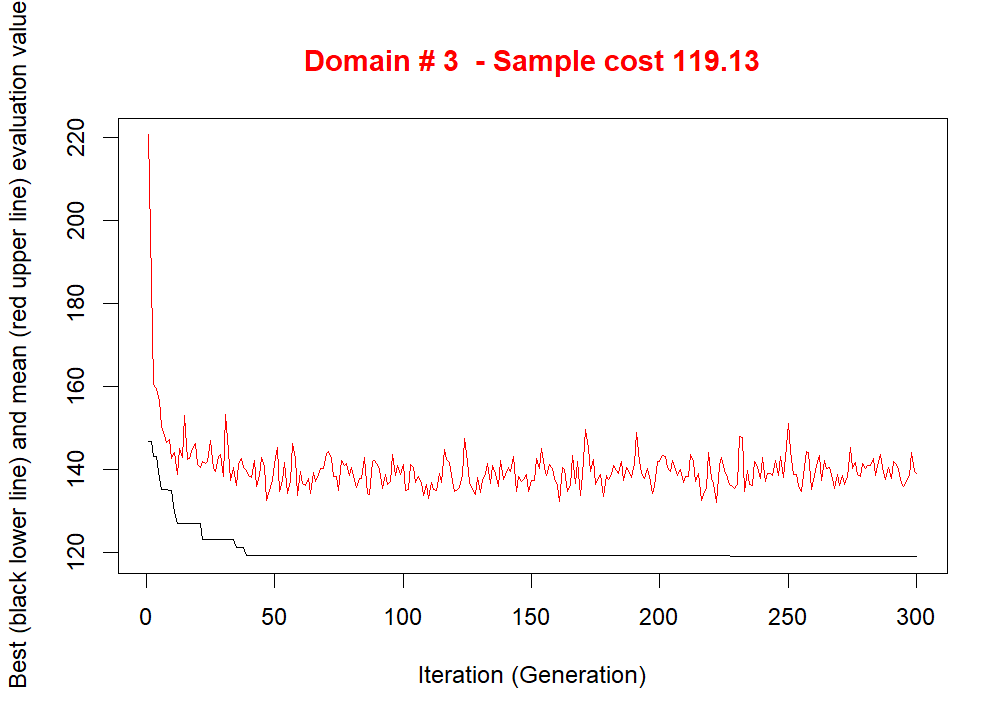 Domain # 3  - Sample cost 119.13
Best (black lower line) and mean (red upper line) evaluation value
220
200
180
160
140
120
0 50 100 150 200 250 300
Iteration (Generation)